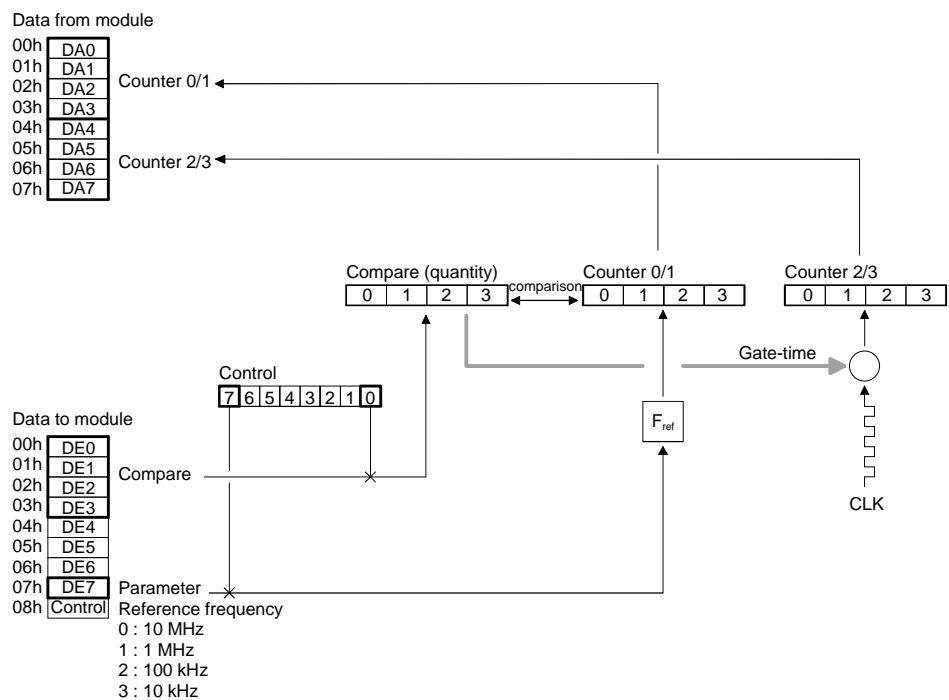 Data from module
00h DA0
01h DA1
02h DA2
03h DA3
04h DA4
05h DA5
06h DA6
07h DA7
Counter 0/1
Counter 2/3
Compare (quantity)
0 1 2 3
comparison
Counter 0/1
0 1 2 3
Counter 2/3
0 1 2 3
Gate-time
Control
7 6 5 4 3 2 1 0
Fref
CLK
Data to module
00h DE0
01h DE1
02h DE2
03h DE3
04h DE4
05h DE5
06h DE6
07h DE7
08h Control
Compare
Parameter
Reference frequency
0 : 10 MHz
1 : 1 MHz
2 : 100 kHz
3 : 10 kHz